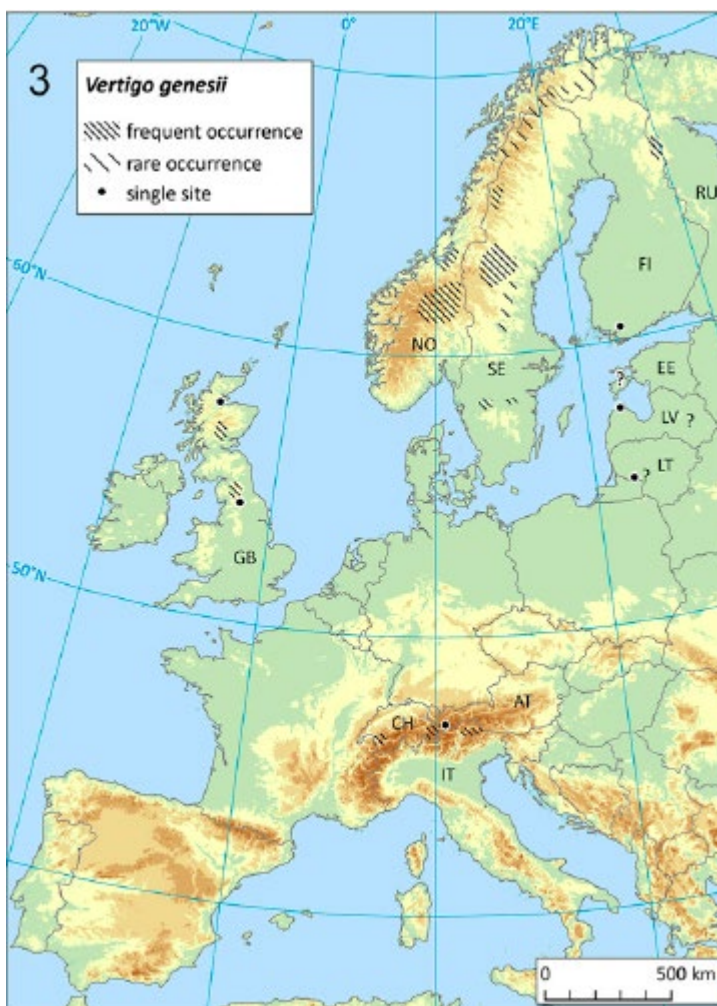 20°W
0°
20°E
3
Vertigo genesii
frequent occurrence
rare occurrence
single site
RU
FI
60°N
NO
SE
EE
?
LV ?
LT
?
GB
50°N
AT
CH
IT
0 500 km